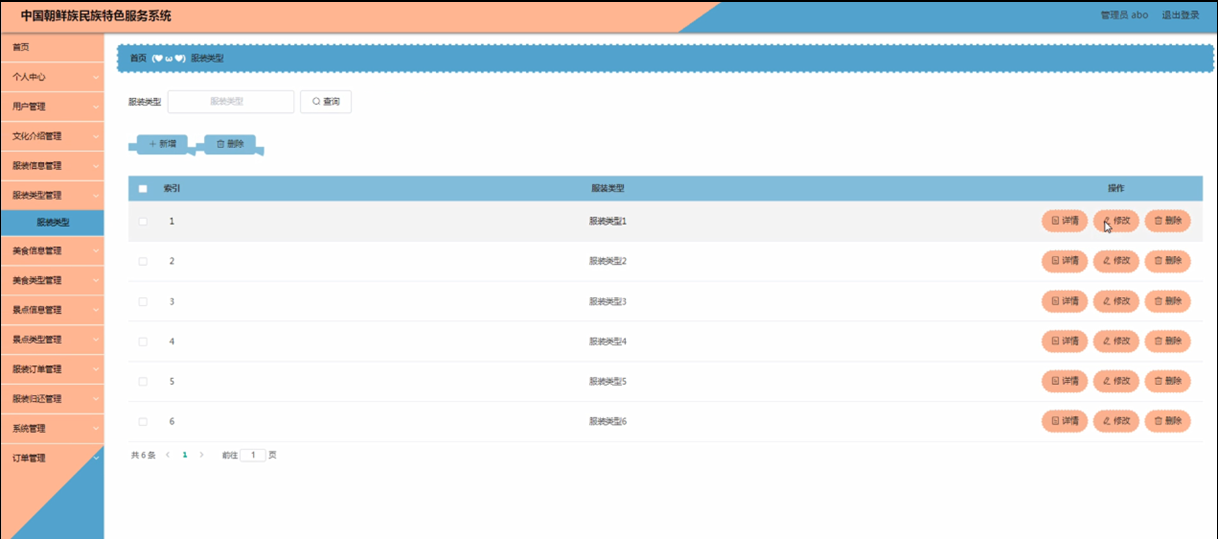 中国朝鲜族民族特色服务系统
管理员 abo 退出登录
首页
个人中心
用户管理
文化介绍管理
服装信息管理
服装类型管理
服装类型
美食信息管理
美食类型管理
景点信息管理
景点类型管理
服装订单管理
服装归还管理
系统管理
订单管理
首页 (♥ω♥) 服装类型
服装类型 服装类型 查询
新增 删除
索引 服装类型 操作
1 服装类型1 详情 修改 删除
2 服装类型2 详情 修改 删除
3 服装类型3 详情 修改 删除
4 服装类型4 详情 修改 删除
5 服装类型5 详情 修改 删除
6 服装类型6 详情 修改 删除
共 6 条 1 前往 1 页